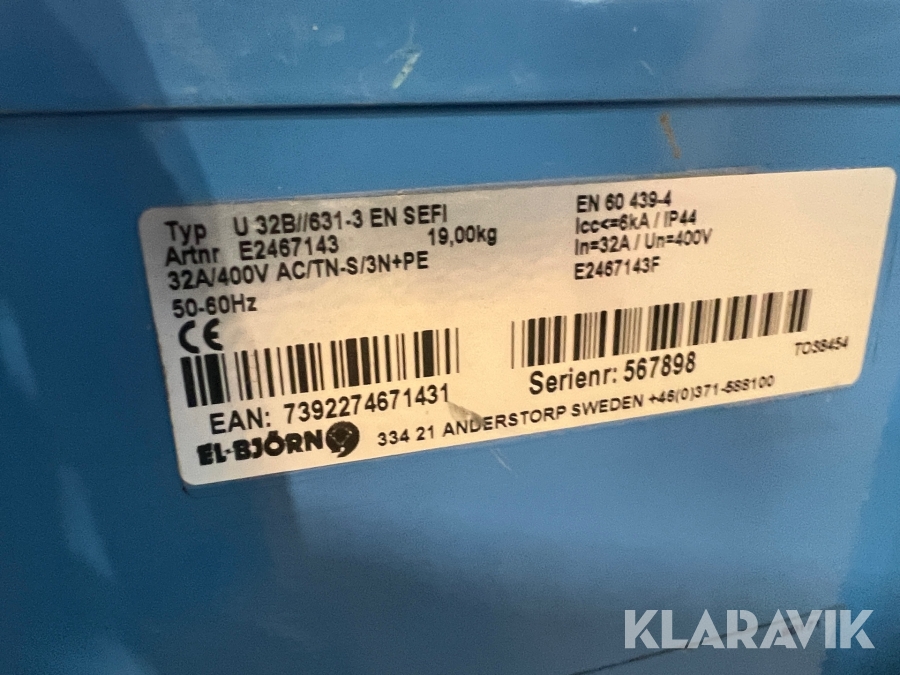 Typ U 32B//631-3 EN SEFI
Artnr E2467143 19,00kg
32A/400V AC/TN-S/3N+PE
50-60Hz
CE
EN 60 439-4
Icc<=6kA / IP44
In=32A / Un=400V
E2467143F
EAN: 7392274671431
Serienr: 567898
TO38454
EL-BJÖRN
334 21 ANDERSTORP SWEDEN +46(0)371-588100
KLARAVIK